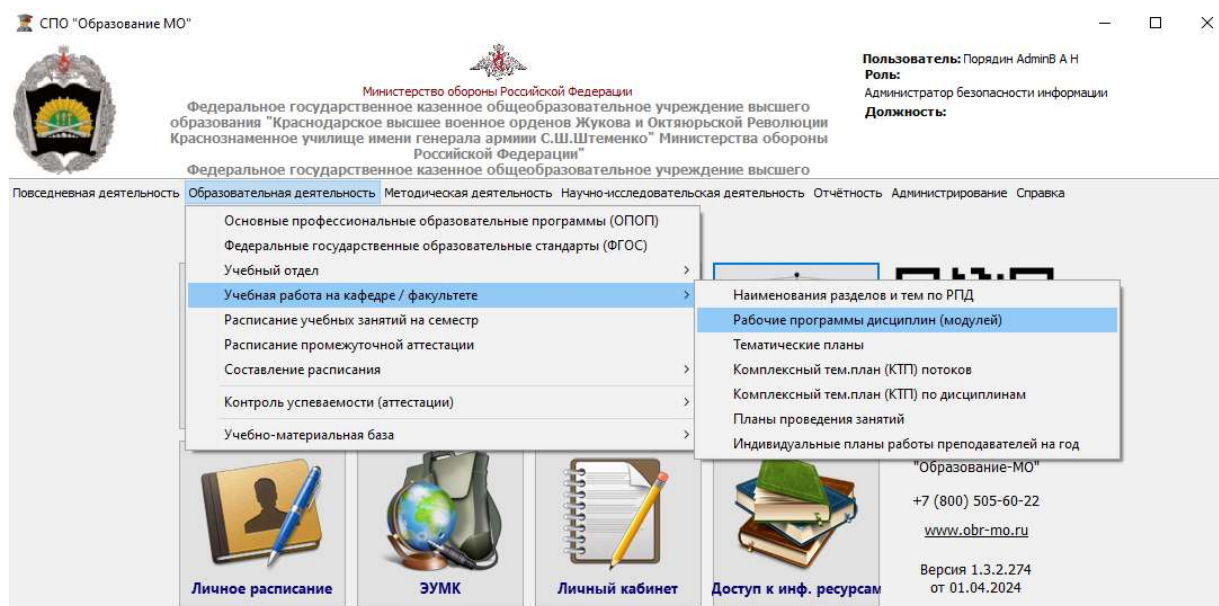 СПО "Образование МО"
Пользователь: Порядин AdminB А Н
Роль:
Администратор безопасности информации
Должность:
Министерство обороны Российской Федерации
Федеральное государственное казенное общеобразовательное учреждение высшего
образования "Краснодарское высшее военное орденов Жукова и Октяюрьской Революции
Краснознаменное училище имени генерала армиии С.Ш.Штеменко" Министерства обороны
Российской Федерации"
Федеральное государственное казенное общеобразовательное учреждение высшего
Повседневная деятельность Образовательная деятельность Методическая деятельность Научно-исследовательская деятельность Отчётность Администрирование Справка
Основные профессиональные образовательные программы (ОПОП)
Федеральные государственные образовательные стандарты (ФГОС)
Учебный отдел
Учебная работа на кафедре / факультете
Расписание учебных занятий на семестр
Расписание промежуточной аттестации
Составление расписания
Контроль успеваемости (аттестации)
Учебно-материальная база
Наименования разделов и тем по РПД
Рабочие программы дисциплин (модулей)
Тематические планы
Комплексный тем.план (КТП) потоков
Комплексный тем.план (КТП) по дисциплинам
Планы проведения занятий
Индивидуальные планы работы преподавателей на год
"Образование-МО"
+7 (800) 505-60-22
www.obr-mo.ru
Версия 1.3.2.274
от 01.04.2024
Личное расписание
ЭУМК
Личный кабинет
Доступ к инф. ресурсам